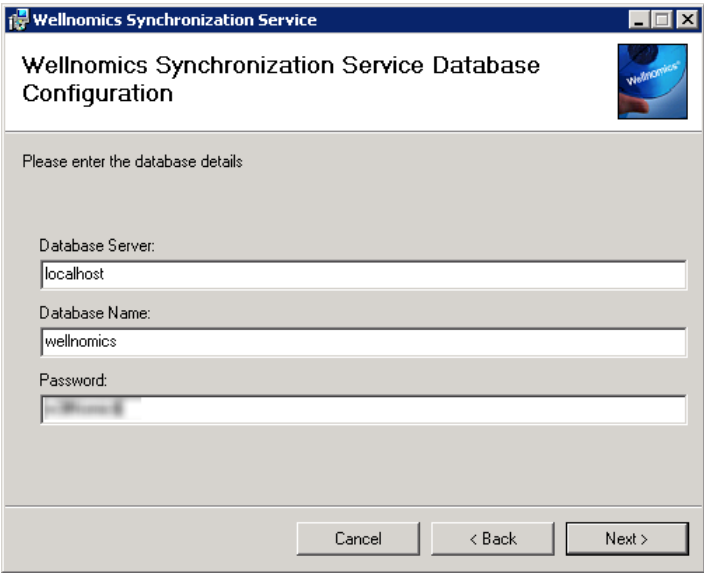 Wellnomics Synchronization Service
Wellnomics Synchronization Service Database
Configuration
Wellnomics
Please enter the database details
Database Server:
localhost
Database Name:
wellnomics
Password:
Cancel
< Back
Next >